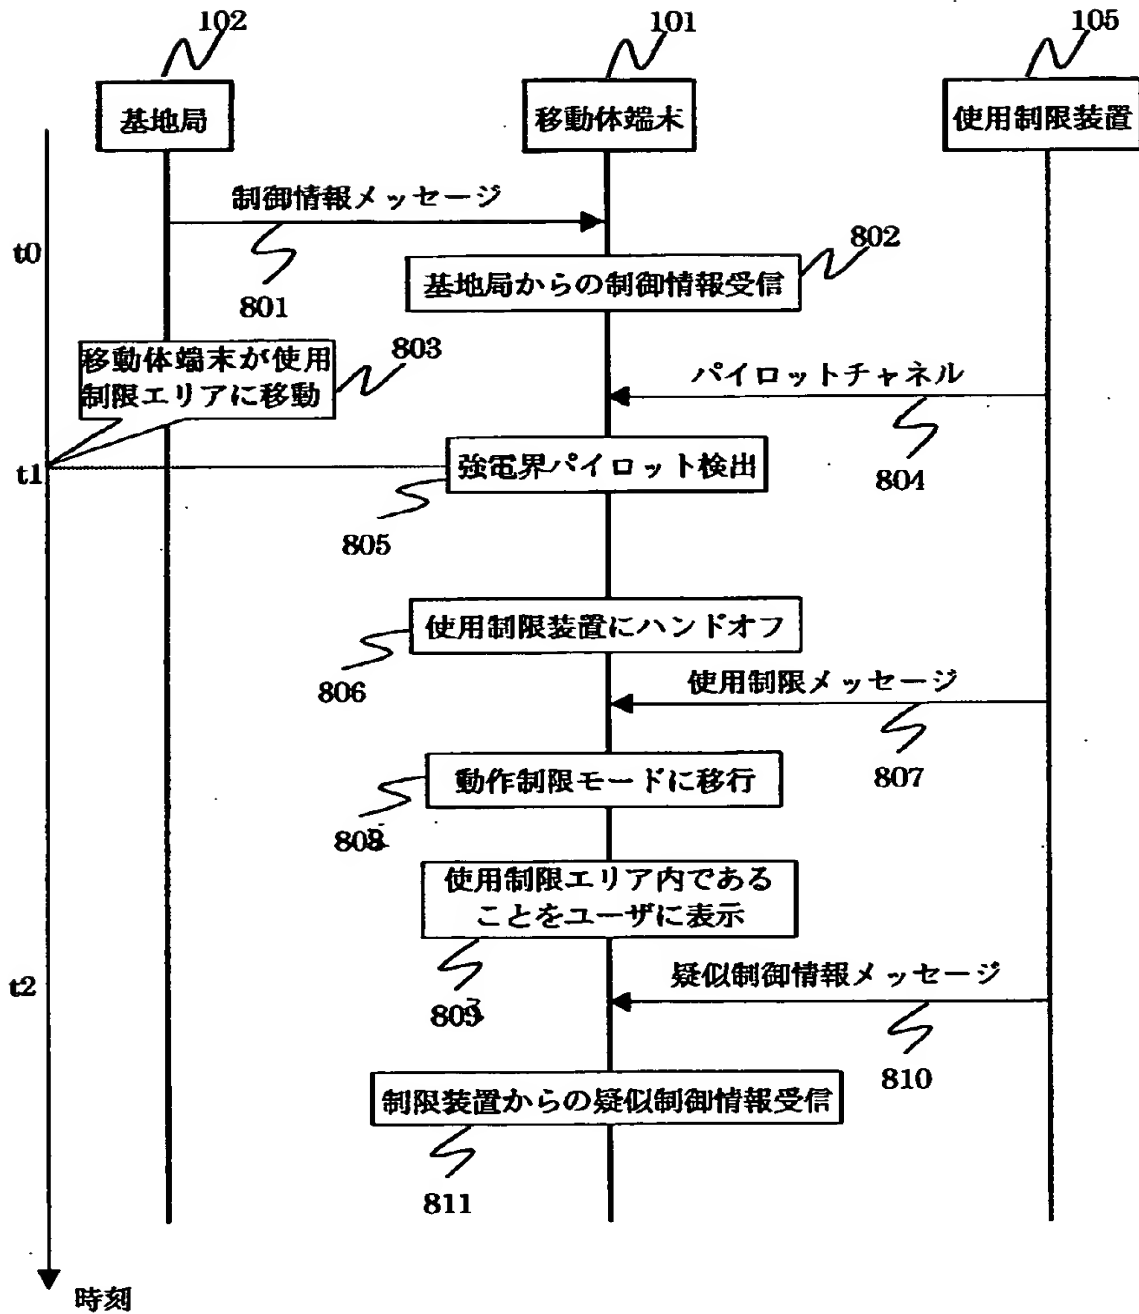 102
101
105
基地局
移動体端末
使用制限装置
制御情報メッセージ
t0
801
基地局からの制御情報受信
802
移動体端末が使用
制限エリアに移動
803
パイロットチャネル
804
t1
強電界パイロット検出
805
使用制限装置にハンドオフ
806
使用制限メッセージ
807
動作制限モードに移行
808
使用制限エリア内である
ことをユーザに表示
809
t2
疑似制御情報メッセージ
810
制限装置からの疑似制御情報受信
811
時刻